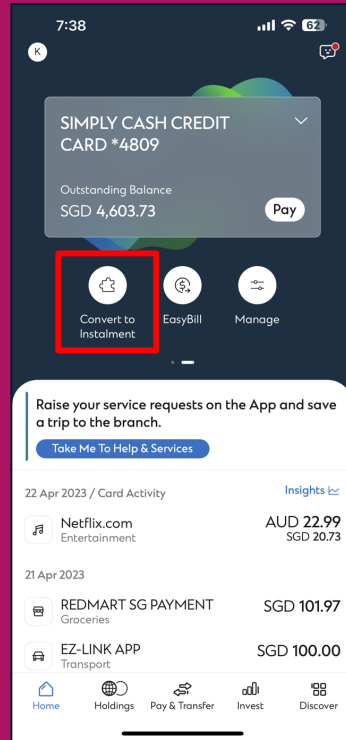 7:38
62
K
SIMPLY CASH CREDIT
CARD *4809
Outstanding Balance
SGD 4,603.73
Pay
Convert to
Instalment
EasyBill
Manage
Raise your service requests on the App and save
a trip to the branch.
Take Me To Help & Services
22 Apr 2023 / Card Activity
Insights
Netflix.com
AUD 22.99
Entertainment
SGD 20.73
21 Apr 2023
REDMART SG PAYMENT
SGD 101.97
Groceries
EZ-LINK APP
SGD 100.00
Transport
Home
Holdings
Pay & Transfer
Invest
Discover